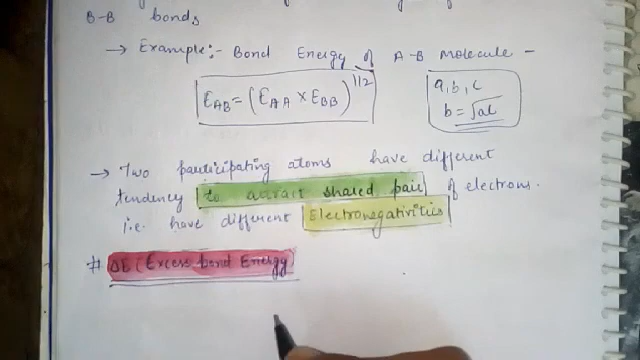 B-B bonds
→ Example:- Bond Energy of A-B molecule -
E_AB = (E_AA × E_BB)^1/2
a, b, c
b = √ac
→ Two participating atoms have different
tendency to attract shared pair of electrons.
i.e. have different Electronegativities
# ΔE (Excess bond Energy)